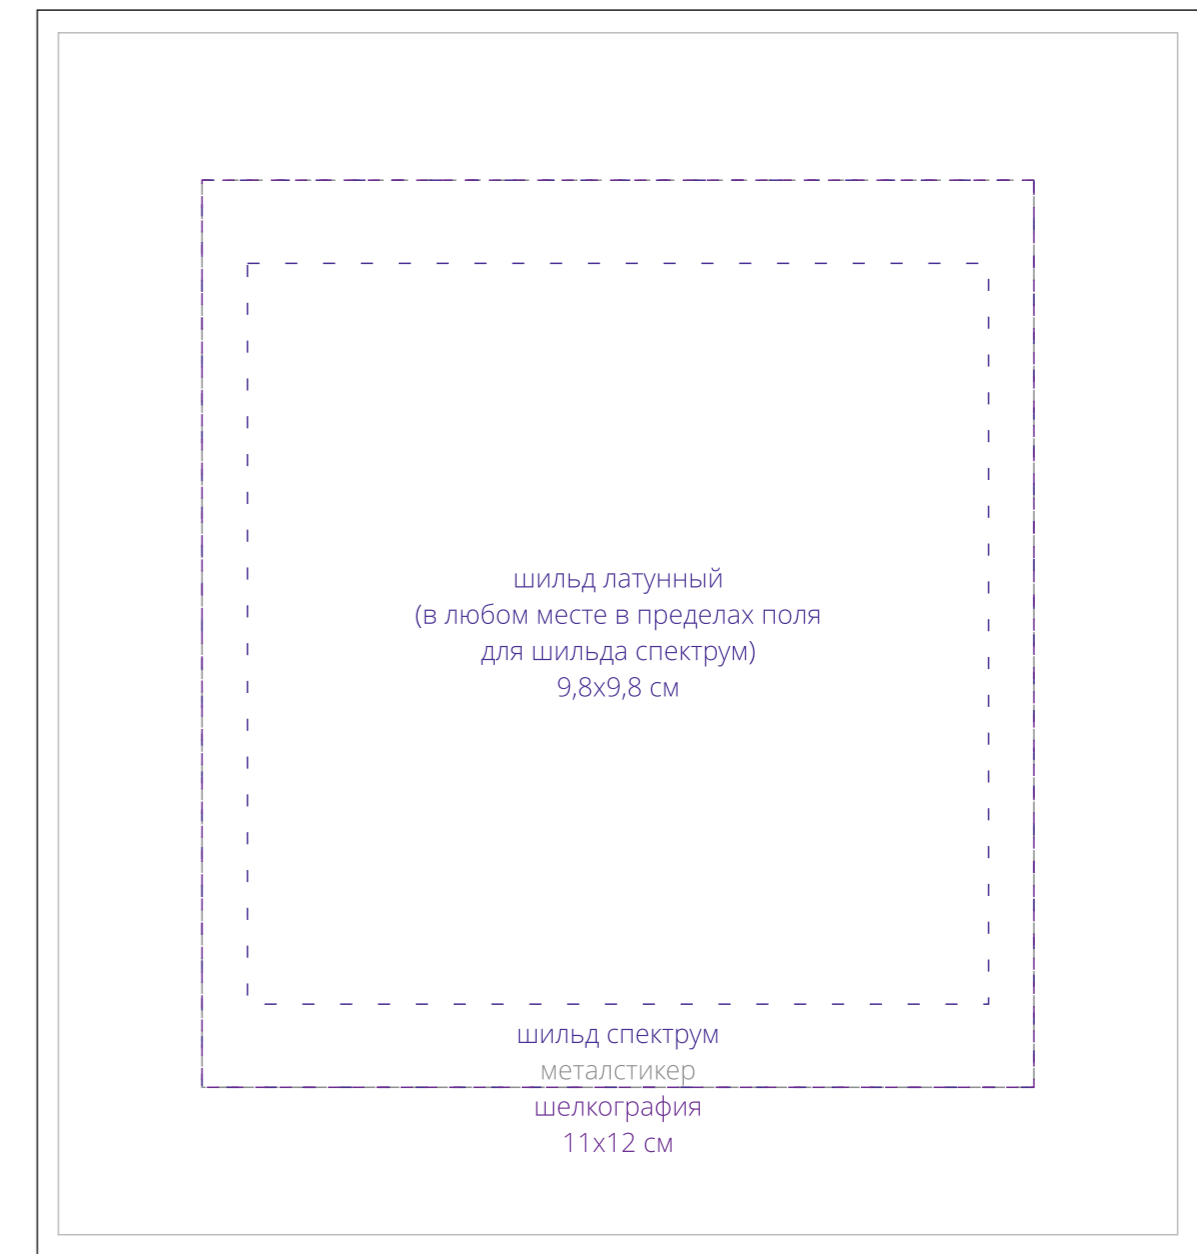 шильд латунный
(в любом месте в пределах поля
для шильда спектрум)
9,8х9,8 см
шильд спектрум
металстикер
шелкография
11х12 см